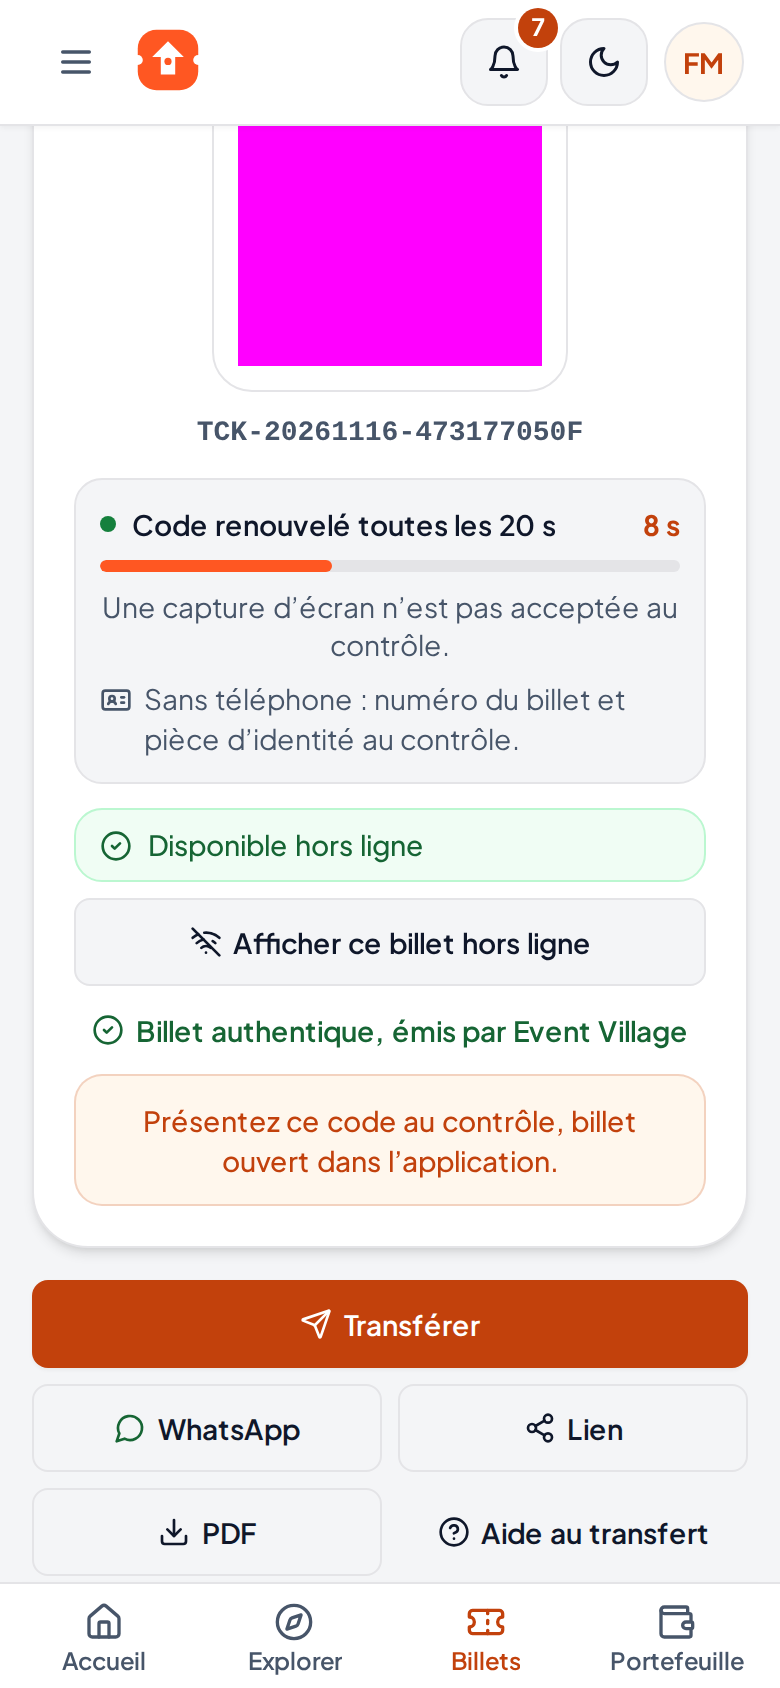 7
FM
TCK-20261116-473177050F
Code renouvelé toutes les 20 s
8 s
Une capture d’écran n’est pas acceptée au
contrôle.
Sans téléphone : numéro du billet et
pièce d’identité au contrôle.
Disponible hors ligne
Afficher ce billet hors ligne
Billet authentique, émis par Event Village
Présentez ce code au contrôle, billet
ouvert dans l’application.
Transférer
WhatsApp
Lien
PDF
Aide au transfert
Accueil
Explorer
Billets
Portefeuille